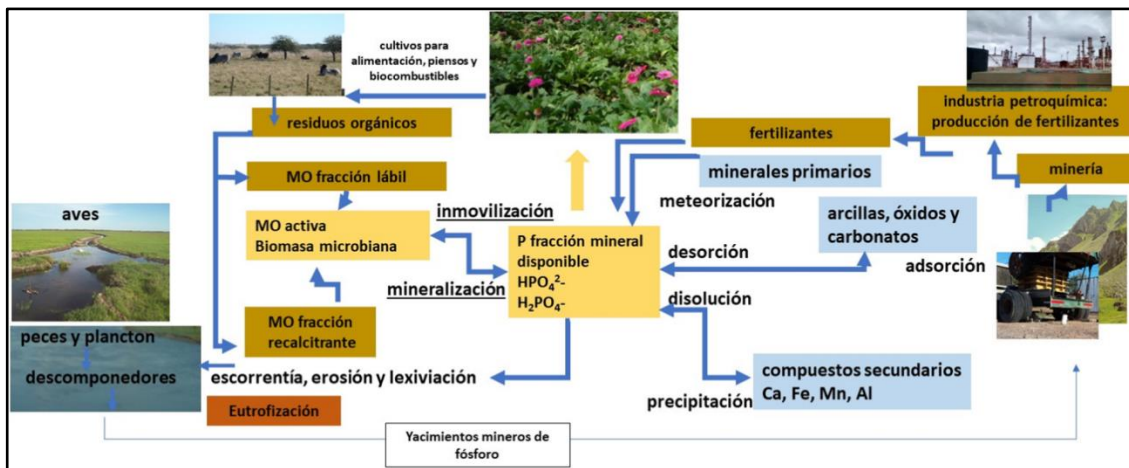 cultivos para
alimentación, piensos y
biocombustibles
industria petroquímica:
producción de fertilizantes
residuos orgánicos
fertilizantes
minería
MO fracción lábil
minerales primarios
meteorización
aves
inmovilización
MO activa
Biomasa microbiana
mineralización
P fracción mineral
disponible
HPO₄²-
H₂PO₄-
desorción
arcillas, óxidos y
carbonatos
adsorción
disolución
peces y plancton
descomponedores
MO fracción
recalcitrante
escorrentía, erosión y lexiviación
precipitación
compuestos secundarios
Ca, Fe, Mn, Al
Eutrofización
Yacimientos mineros de
fósforo